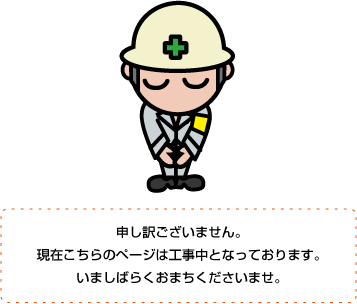 申し訳ございません。
現在こちらのページは工事中となっております。
いましばらくおまちくださいませ。